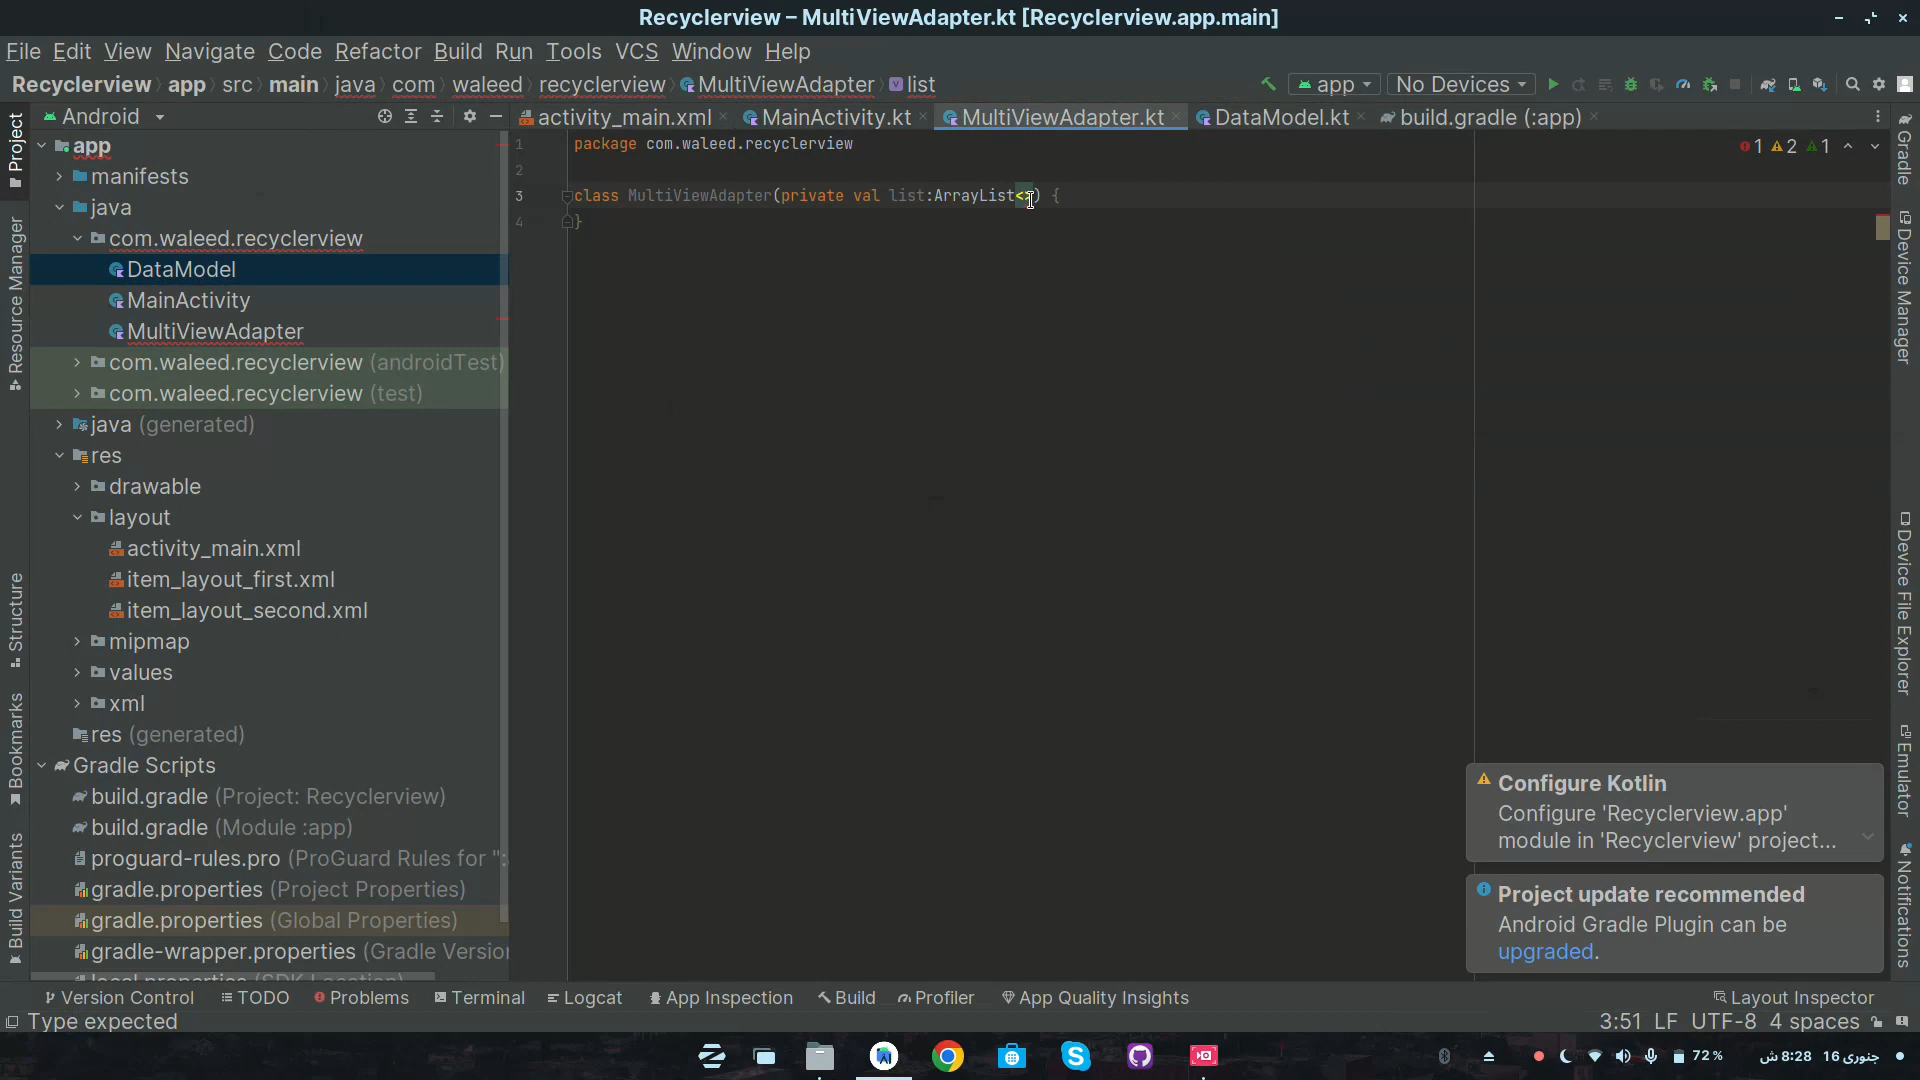 Recyclerview – MultiViewAdapter.kt [Recyclerview.app.main]
File Edit View Navigate Code Refactor Build Run Tools VCS Window Help
Recyclerview app src main java com waleed recyclerview MultiViewAdapter list
app No Devices
Android
activity_main.xml MainActivity.kt MultiViewAdapter.kt DataModel.kt build.gradle (:app)
Project
Resource Manager
Structure
Bookmarks
Build Variants
app
manifests
java
com.waleed.recyclerview
DataModel
MainActivity
MultiViewAdapter
com.waleed.recyclerview (androidTest)
com.waleed.recyclerview (test)
java (generated)
res
drawable
layout
activity_main.xml
item_layout_first.xml
item_layout_second.xml
mipmap
values
xml
res (generated)
Gradle Scripts
build.gradle (Project: Recyclerview)
build.gradle (Module :app)
proguard-rules.pro (ProGuard Rules for ":
gradle.properties (Project Properties)
gradle.properties (Global Properties)
gradle-wrapper.properties (Gradle Version
local.properties (SDK Location)
1 package com.waleed.recyclerview
2
3 class MultiViewAdapter(private val list:ArrayList<>) {
4 }
1 2 1
Gradle
Device Manager
Device File Explorer
Emulator
Notifications
Configure Kotlin
Configure 'Recyclerview.app'
module in 'Recyclerview' project...
Project update recommended
Android Gradle Plugin can be
upgraded.
Version Control TODO Problems Terminal Logcat App Inspection Build Profiler App Quality Insights Layout Inspector
Type expected 3:51 LF UTF-8 4 spaces
72 % 8:28 ش جنوری 16